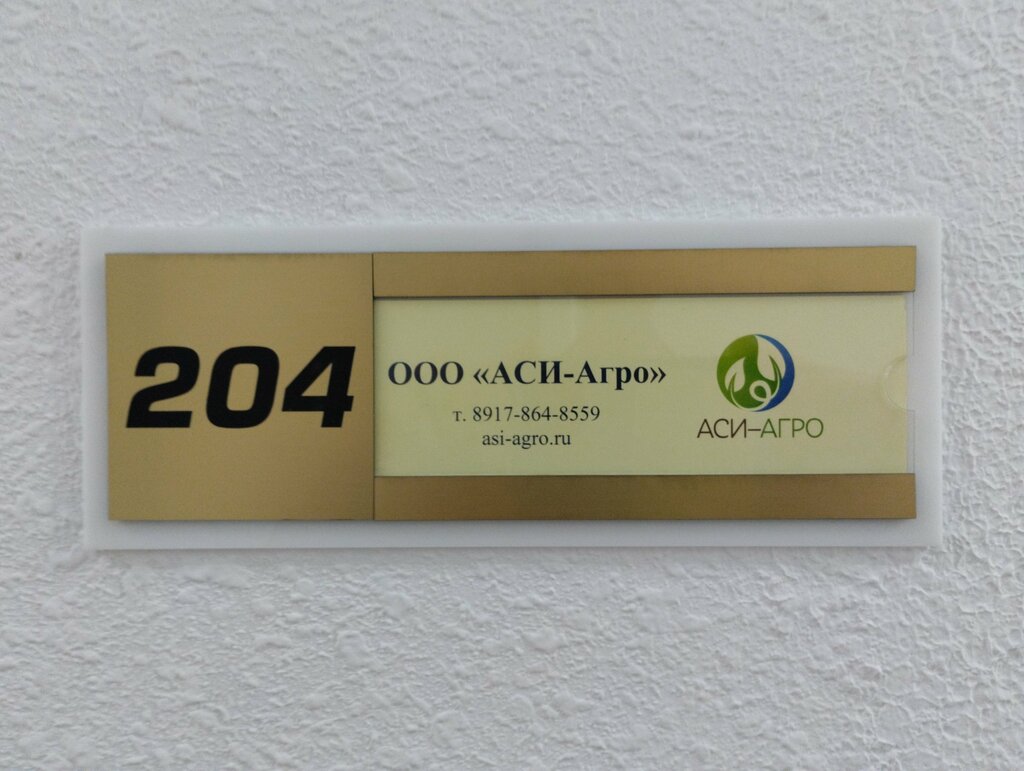 204
ООО «АСИ-Агро»
т. 8917-864-8559
asi-agro.ru
АСИ–АГРО